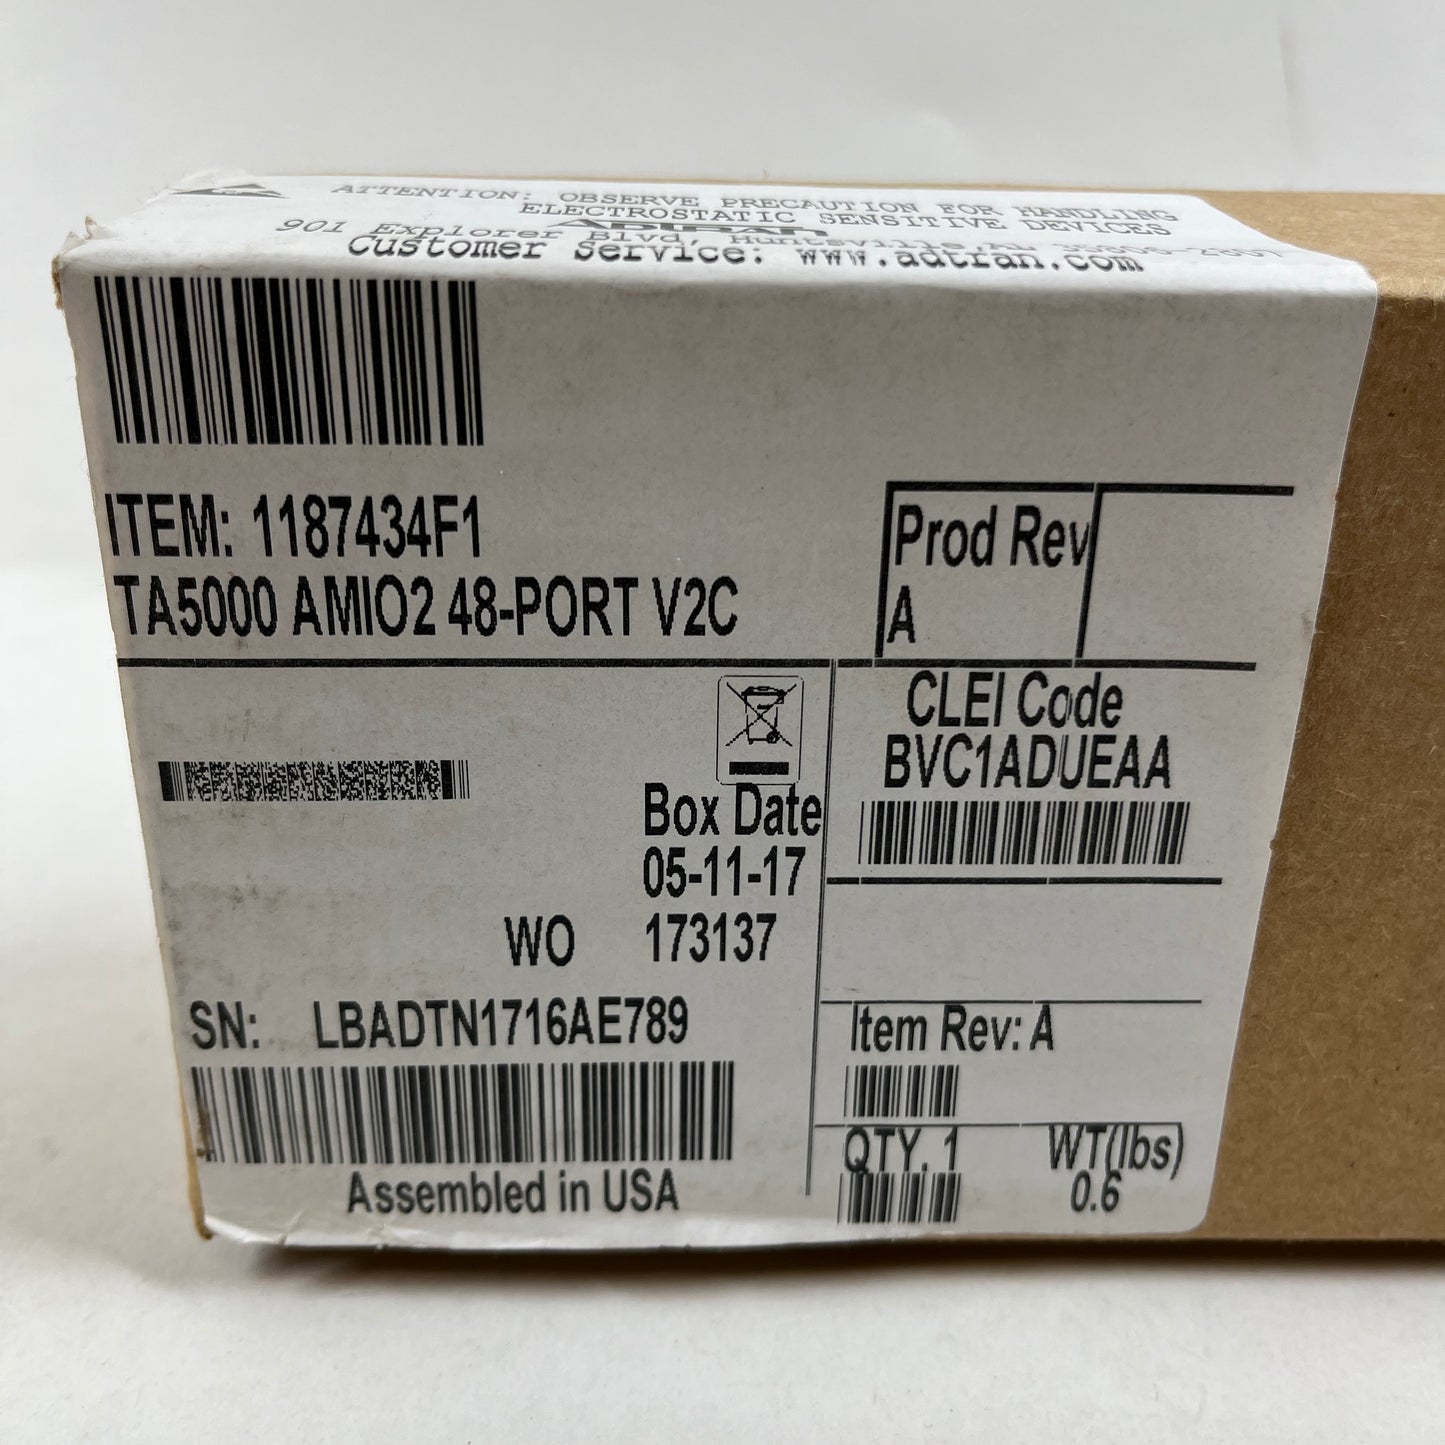 ATTENTION: OBSERVE PRECAUTION FOR HANDLING
ELECTROSTATIC SENSITIVE DEVICES
ADTRAN
901 Explorer Blvd, Huntsville, AL
Customer Service: www.adtran.com
ITEM: 1187434F1
TA5000 AMIO2 48-PORT V2C
Prod Rev
A
CLEI Code
BVC1ADUEAA
Box Date
05-11-17
WO 173137
SN: LBADTN1716AE789
Assembled in USA
Item Rev: A
QTY. 1
WT(lbs)
0.6